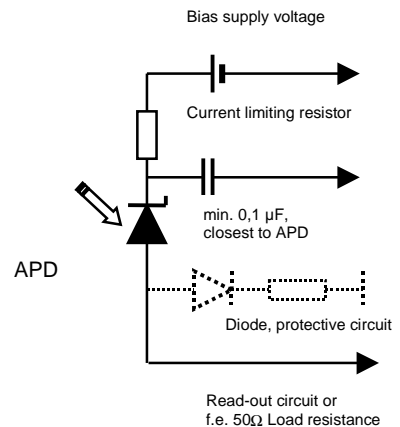 Bias supply voltage
Current limiting resistor
min. 0,1 µF,
closest to APD
APD
Diode, protective circuit
Read-out circuit or
f.e. 50Ω Load resistance